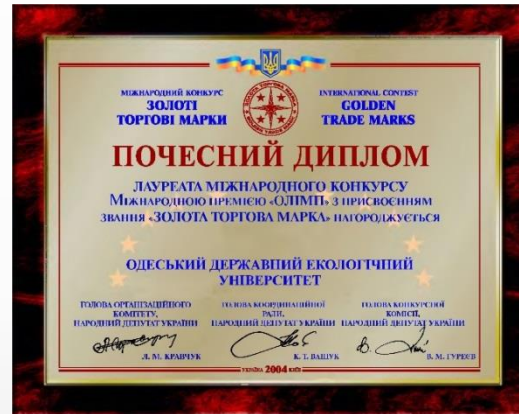 МІЖНАРОДНИЙ КОНКУРС
ЗОЛОТІ
ТОРГОВІ МАРКИ
INTERNATIONAL CONTEST
GOLDEN
TRADE MARKS
ПОЧЕСНИЙ ДИПЛОМ
ЛАУРЕАТА МІЖНАРОДНОГО КОНКУРСУ
МІЖНАРОДНОЮ ПРЕМІЄЮ «ОЛІМП» З ПРИСВОЄННЯМ
ЗВАННЯ «ЗОЛОТА ТОРГОВА МАРКА» НАГОРОДЖУЄТЬСЯ
ОДЕСЬКИЙ ДЕРЖАВНИЙ ЕКОЛОГІЧНИЙ
УНІВЕРСИТЕТ
ГОЛОВА ОРГАНІЗАЦІЙНОГО
КОМІТЕТУ,
НАРОДНИЙ ДЕПУТАТ УКРАЇНИ
Л. М. КРАВЧУК
ГОЛОВА КООРДИНАЦІЙНОЇ
РАДИ,
НАРОДНИЙ ДЕПУТАТ УКРАЇНИ
К. Т. ВАЩУК
ГОЛОВА КОНКУРСНОЇ
КОМІСІЇ,
НАРОДНИЙ ДЕПУТАТ УКРАЇНИ
В. М. ГУРЕЄВ
УКРАЇНА 2004 КИЇВ